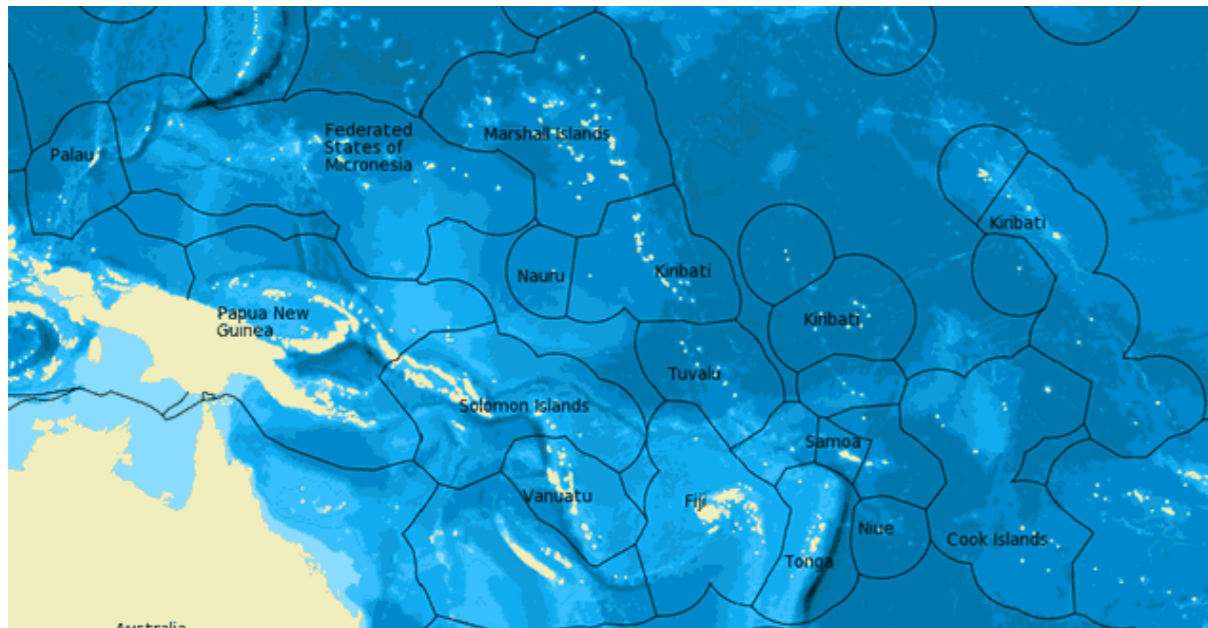 Federated
States of
Micronesia
Marshall Islands
Palau
Kiribati
Nauru
Kiribati
Papua New
Guinea
Kiribati
Tuvalu
Solomon Islands
Samoa
Vanuatu
Fiji
Niue
Cook Islands
Tonga
Australia